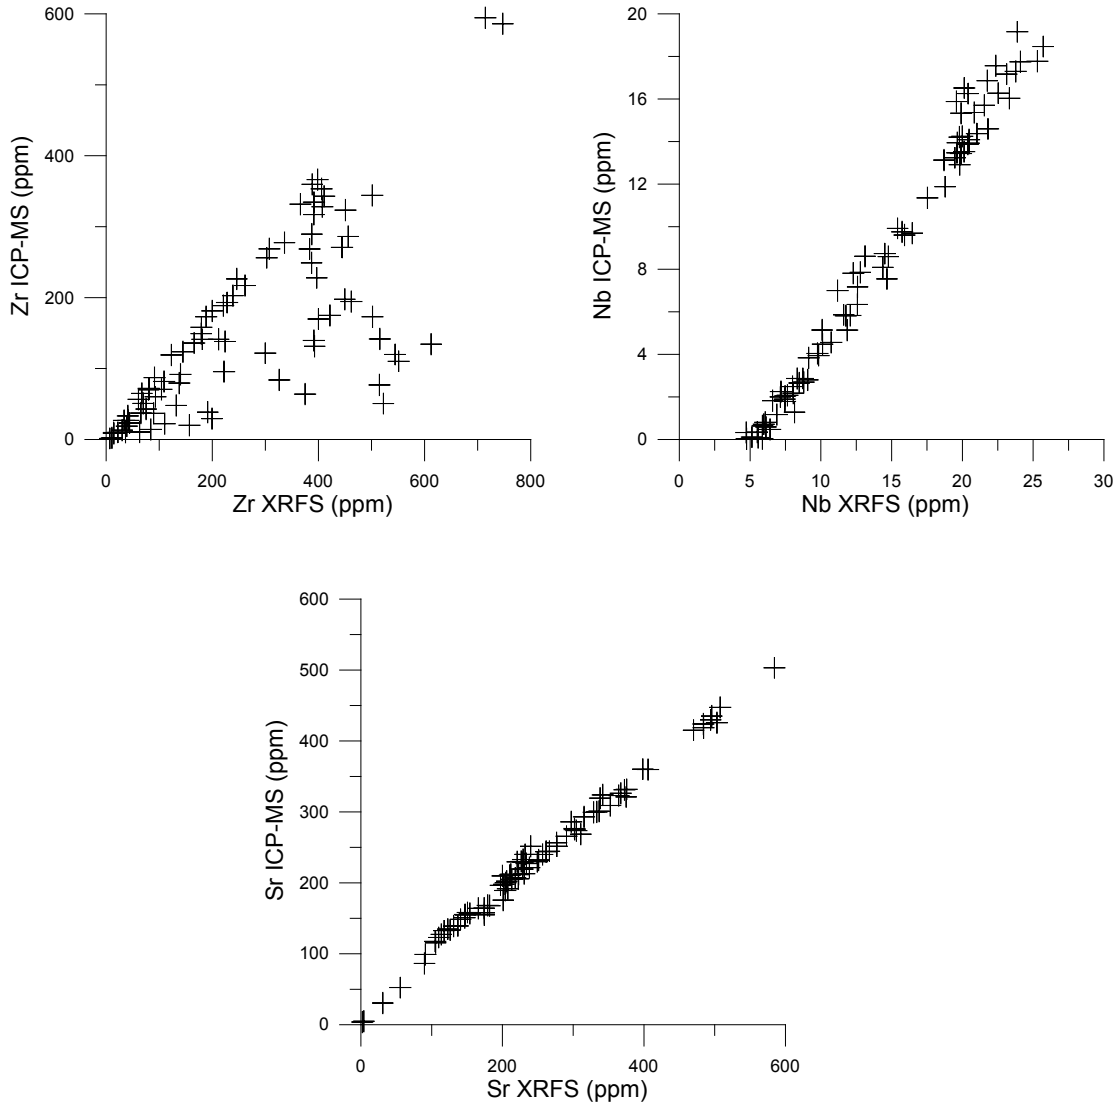 600
400
200
0
Zr ICP-MS (ppm)
0 200 400 600 800
Zr XRFS (ppm)
20
16
12
8
4
0
Nb ICP-MS (ppm)
0 5 10 15 20 25 30
Nb XRFS (ppm)
600
500
400
300
200
100
0
Sr ICP-MS (ppm)
0 200 400 600
Sr XRFS (ppm)